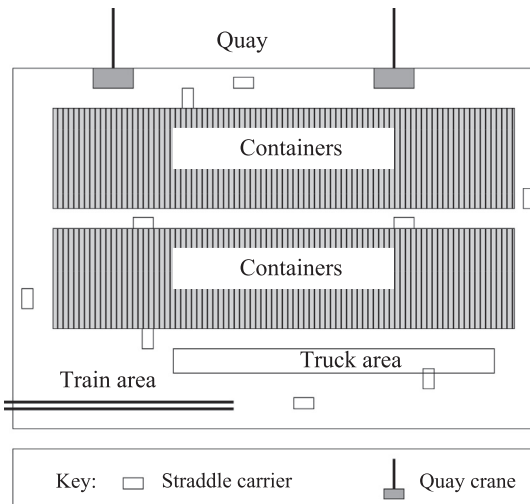 Quay
Containers
Containers
Truck area
Train area
Key:
Straddle carrier
Quay crane